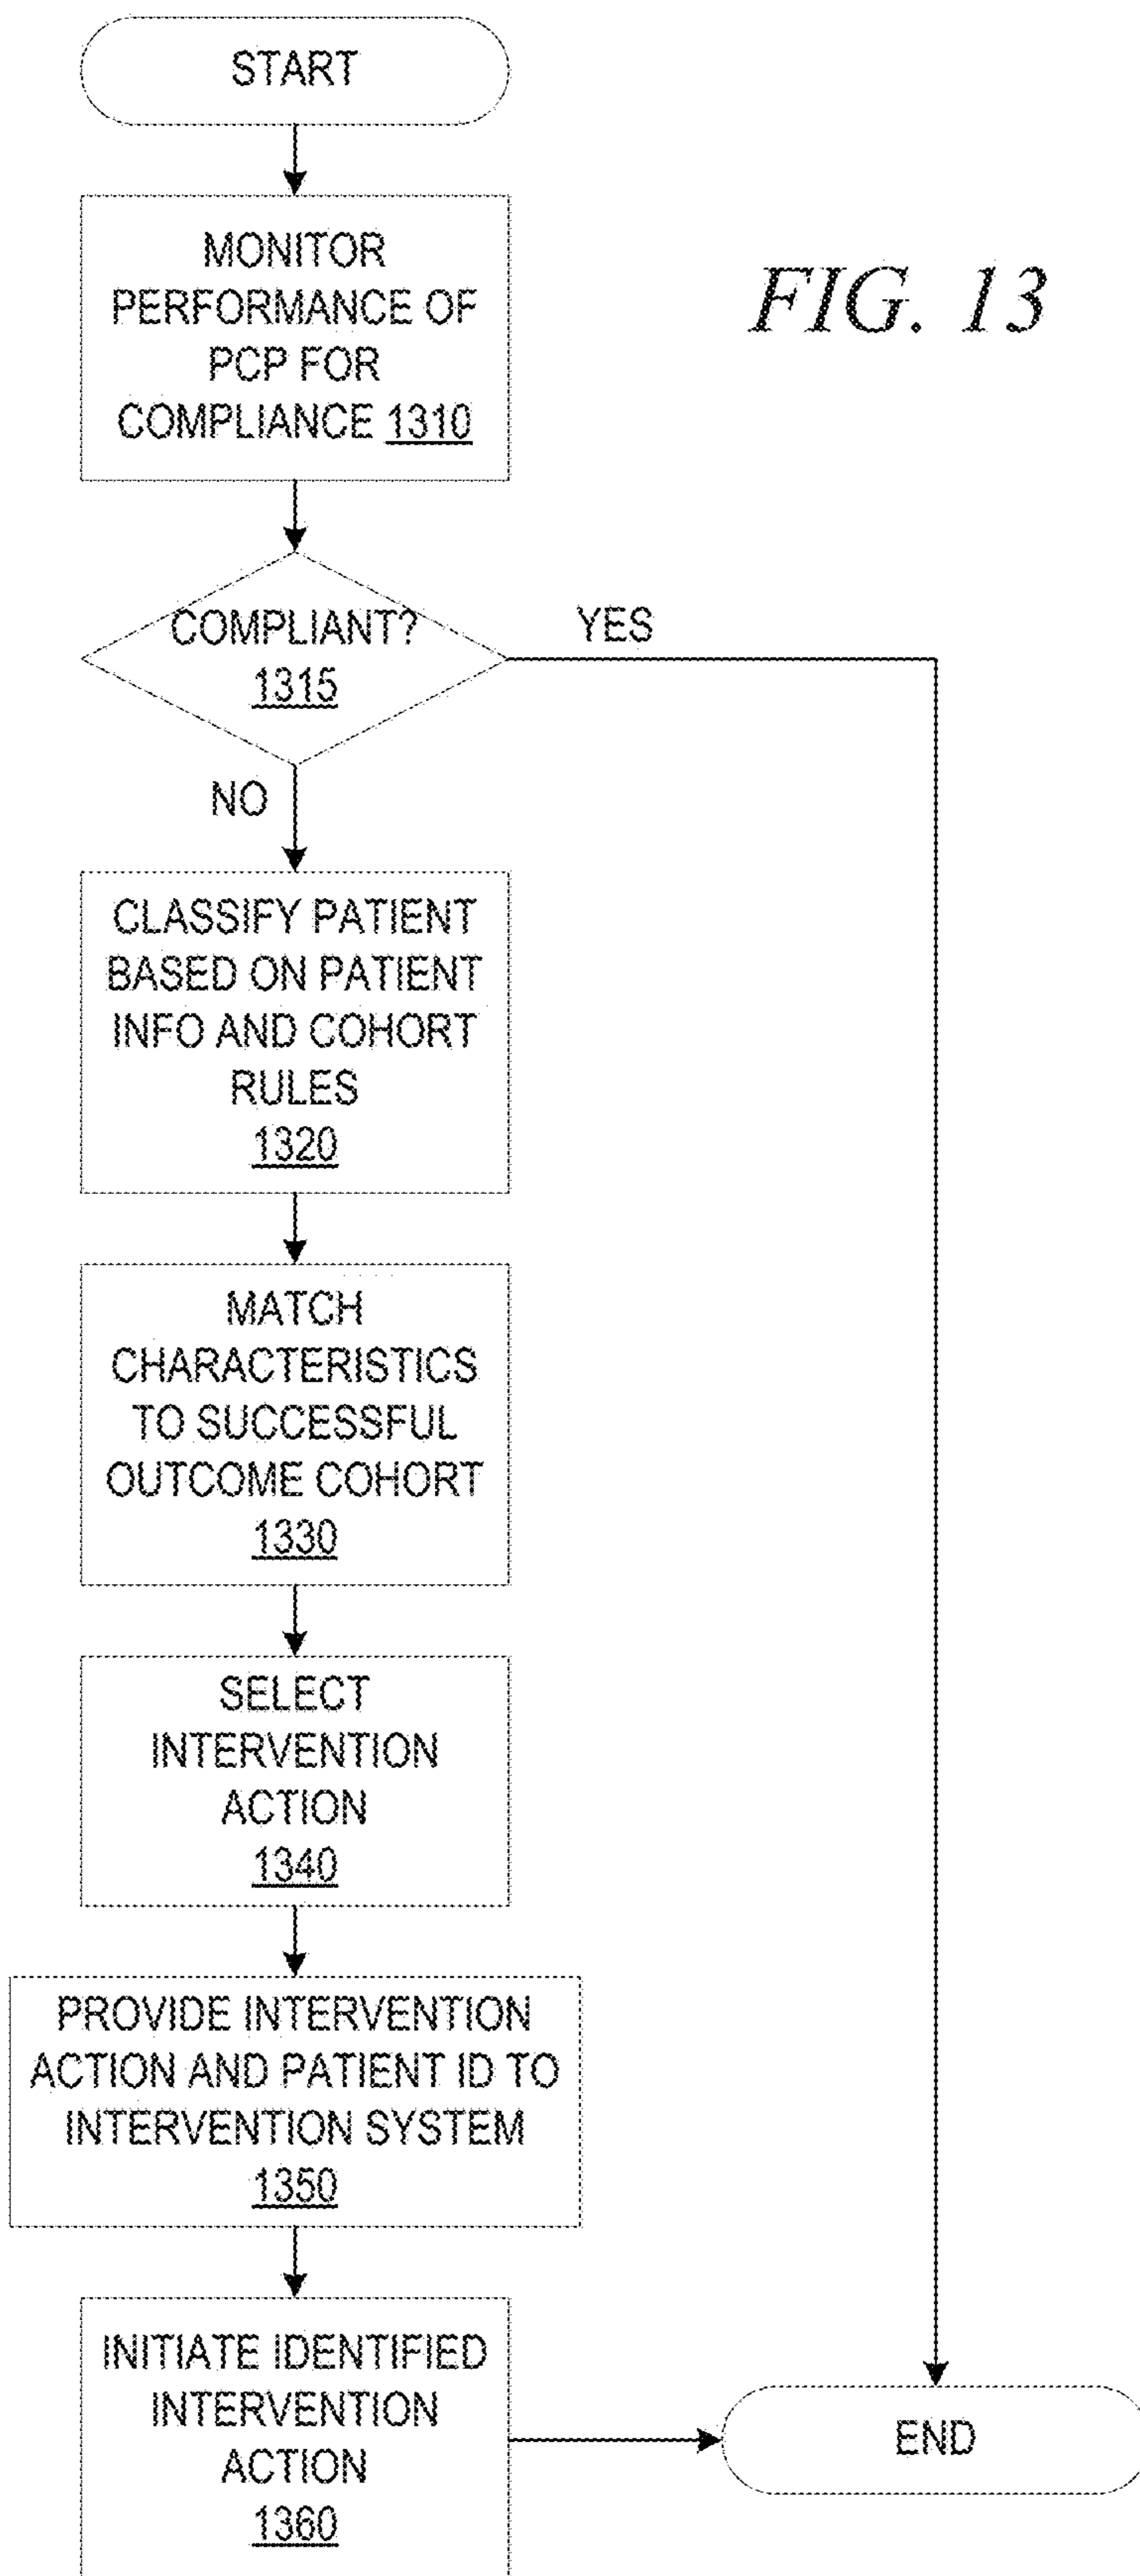 START
MONITOR
PERFORMANCE OF
PCP FOR
COMPLIANCE 1310
FIG. 13
COMPLIANT?
1315
YES
NO
CLASSIFY PATIENT
BASED ON PATIENT
INFO AND COHORT
RULES
1320
MATCH
CHARACTERISTICS
TO SUCCESSFUL
OUTCOME COHORT
1330
SELECT
INTERVENTION
ACTION
1340
PROVIDE INTERVENTION
ACTION AND PATIENT ID TO
INTERVENTION SYSTEM
1350
INITIATE IDENTIFIED
INTERVENTION
ACTION
1360
END